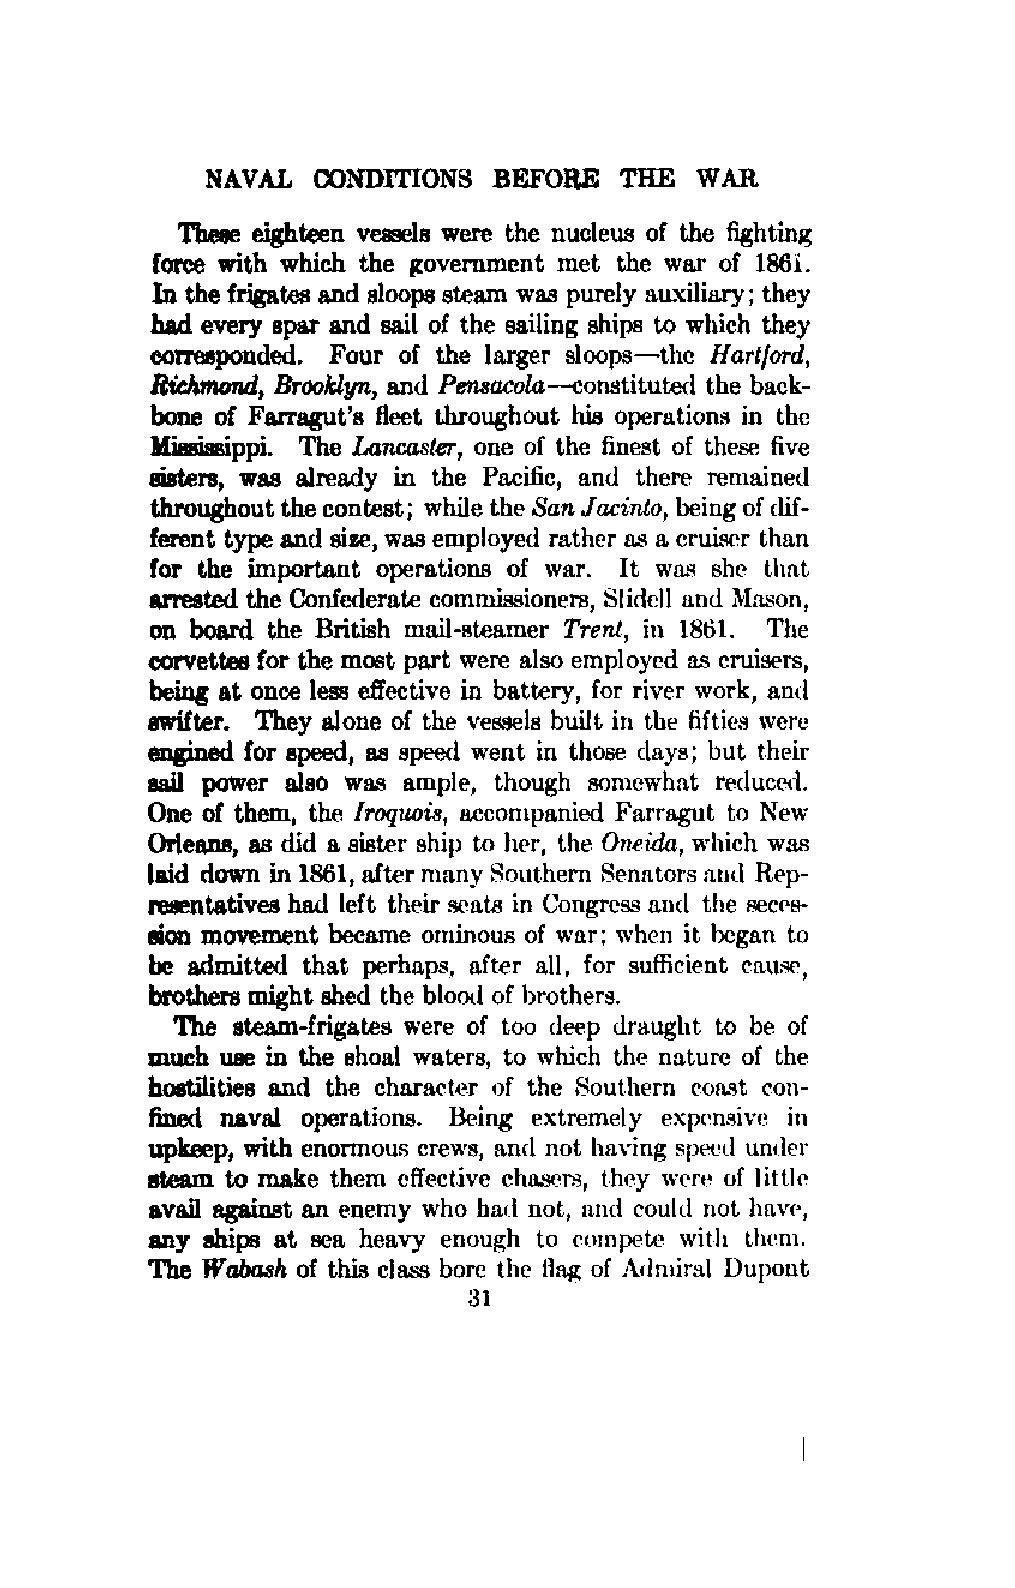 NAVAL CONDITIONS BEFORE THE WAR
These eighteen vessels were the nucleus of the fighting
force with which the government met the war of 1861.
In the frigates and sloops steam was purely auxiliary; they
had every spar and sail of the sailing ships to which they
corresponded. Four of the larger sloops—the Hartford,
Richmond, Brooklyn, and Pensacola—constituted the back-
bone of Farragut's fleet throughout his operations in the
Mississippi. The Lancaster, one of the finest of these five
sisters, was already in the Pacific, and there remained
throughout the contest; while the San Jacinto, being of dif-
ferent type and size, was employed rather as a cruiser than
for the important operations of war. It was she that
arrested the Confederate commissioners, Slidell and Mason,
on board the British mail-steamer Trent, in 1861. The
corvettes for the most part were also employed as cruisers,
being at once less effective in battery, for river work, and
swifter. They alone of the vessels built in the fifties were
engined for speed, as speed went in those days; but their
sail power also was ample, though somewhat reduced.
One of them, the Iroquois, accompanied Farragut to New
Orleans, as did a sister ship to her, the Oneida, which was
laid down in 1861, after many Southern Senators and Rep-
resentatives had left their seats in Congress and the seces-
sion movement became ominous of war; when it began to
be admitted that perhaps, after all, for sufficient cause,
brothers might shed the blood of brothers.
The steam-frigates were of too deep draught to be of
much use in the shoal waters, to which the nature of the
hostilities and the character of the Southern coast con-
fined naval operations. Being extremely expensive in
upkeep, with enormous crews, and not having speed under
steam to make them effective chasers, they were of little
avail against an enemy who had not, and could not have,
any ships at sea heavy enough to compete with them.
The Wabash of this class bore the flag of Admiral Dupont
31